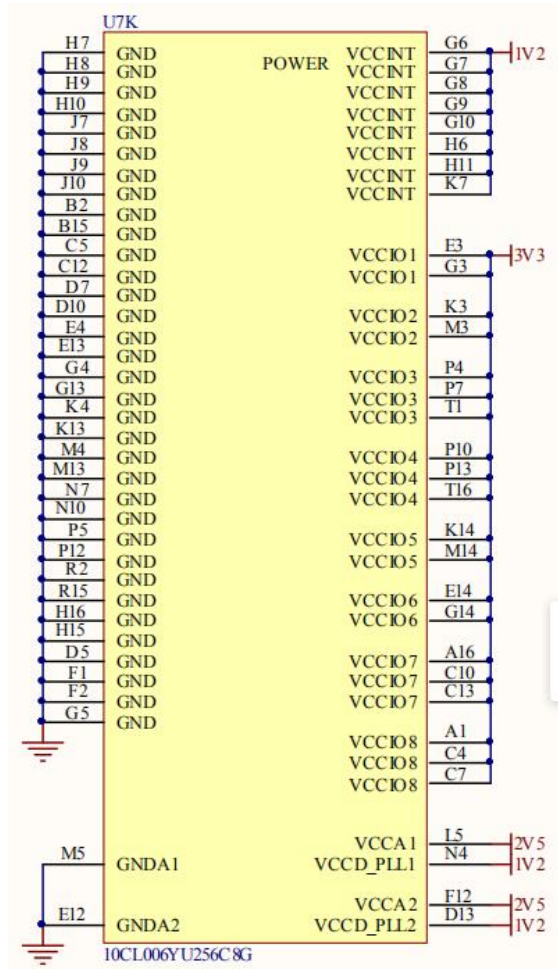 U7K
H7 GND POWER VCCINT G6 1V2
H8 GND VCCINT G7
H9 GND VCCINT G8
H10 GND VCCINT G9
J7 GND VCCINT G10
J8 GND VCCINT H6
J9 GND VCCINT H11
J10 GND VCCINT K7
B2 GND
B15 GND
C5 GND VCCIO1 E3 3V3
C12 GND VCCIO1 G3
D7 GND
D10 GND VCCIO2 K3
E4 GND VCCIO2 M3
E13 GND
G4 GND VCCIO3 P4
G13 GND VCCIO3 P7
K4 GND VCCIO3 T1
K13 GND
M4 GND VCCIO4 P10
M13 GND VCCIO4 P13
N7 GND VCCIO4 T16
N10 GND
P5 GND VCCIO5 K14
P12 GND VCCIO5 M14
R2 GND
R15 GND VCCIO6 E14
H16 GND VCCIO6 G14
H15 GND
D5 GND VCCIO7 A16
F1 GND VCCIO7 C10
F2 GND VCCIO7 C13
G5 GND
VCCIO8 A1
VCCIO8 C4
VCCIO8 C7
VCCA1 L5 2V5
M5 GNDA1 VCCD_PLL1 N4 1V2
VCCA2 F12 2V5
E12 GNDA2 VCCD_PLL2 D13 1V2
10CL006YU256C8G